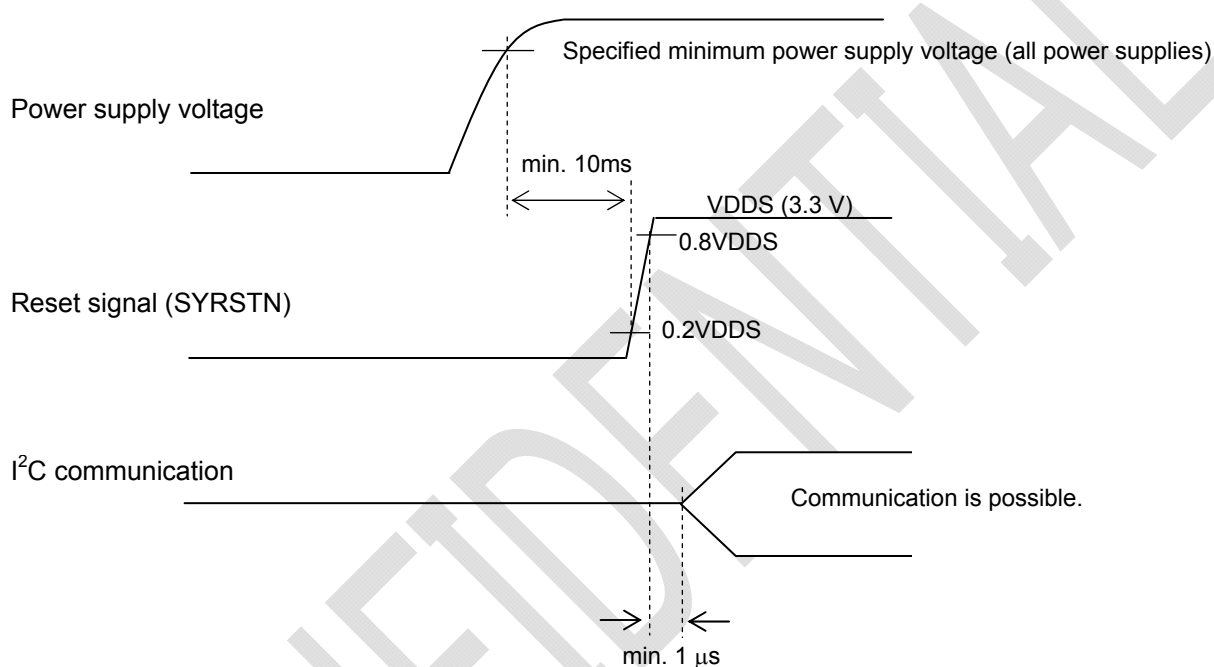 Specified minimum power supply voltage (all power supplies)
Power supply voltage
min. 10ms
VDDS (3.3 V)
0.8VDDS
Reset signal (SYRSTN)
0.2VDDS
I²C communication
Communication is possible.
min. 1 μs
FIDENTIAL